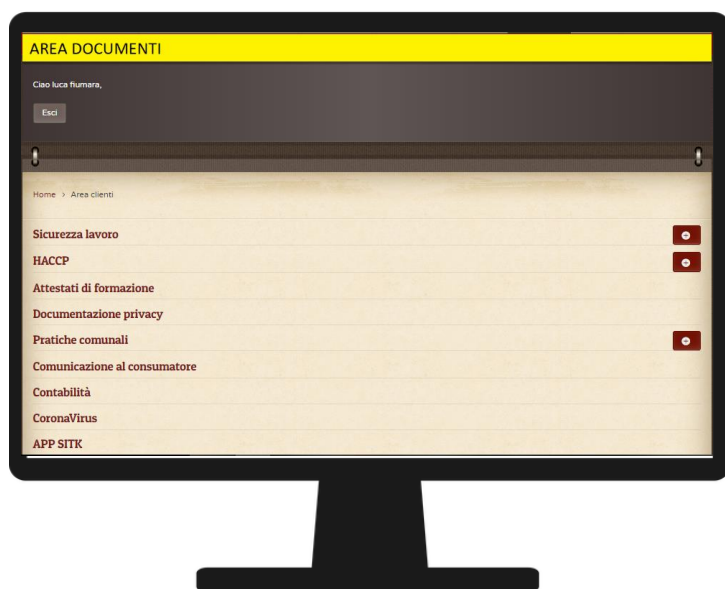 AREA DOCUMENTI
Ciao luca fiumara,
Esci
Home > Area clienti
Sicurezza lavoro
HACCP
Attestati di formazione
Documentazione privacy
Pratiche comunali
Comunicazione al consumatore
Contabilità
CoronaVirus
APP SITK